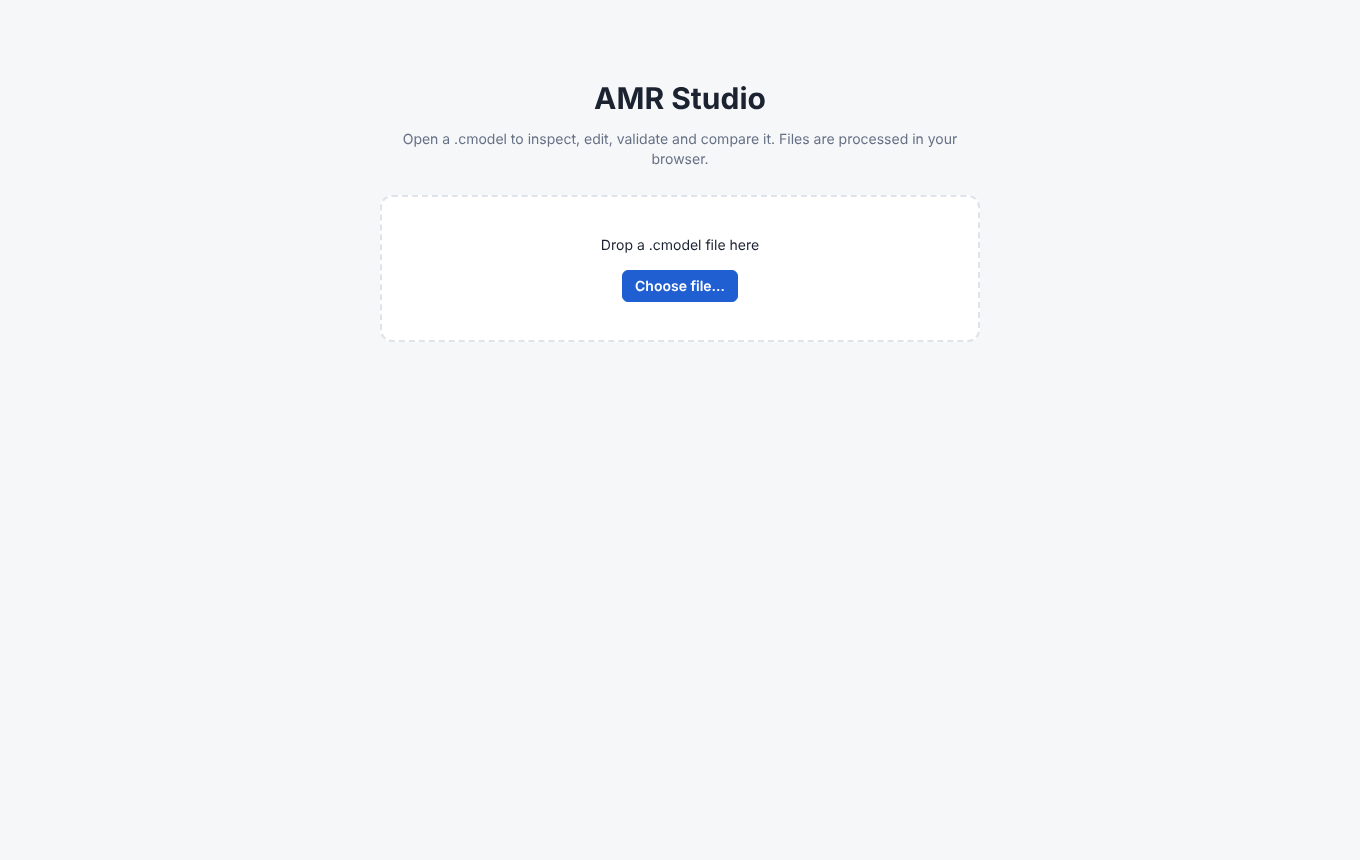 AMR Studio
Open a .cmodel to inspect, edit, validate and compare it. Files are processed in your
browser.
Drop a .cmodel file here
Choose file…